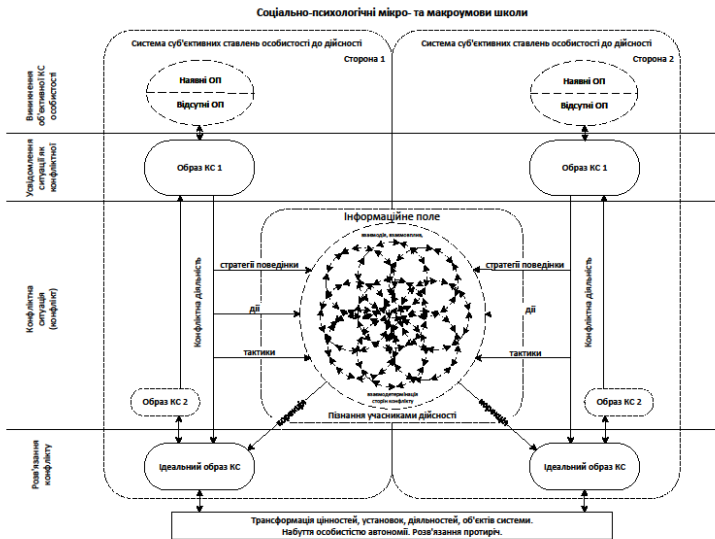 Соціально-психологічні мікро- та макроумови школи
Система суб'єктивних ставлень особистості до дійсності
Система суб'єктивних ставлень особистості до дійсності
Сторона 1
Сторона 2
Виникнення
об'єктивної КС
особистості
Наявні ОП
Відсутні ОП
Наявні ОП
Відсутні ОП
Усвідомлення
ситуації як
конфліктної
Образ КС 1
Образ КС 1
Конфліктна
ситуація
(конфлікт)
Конфліктна діяльність
Інформаційне поле
взаємодія, взаємовплив,
стратегії поведінки
стратегії поведінки
дії
дії
тактики
тактики
Конфліктна діяльність
взаємодетермінація
сторін конфлікту
Пізнання учасниками дійсності
Образ КС 2
Образ КС 2
Розв'язання
конфлікту
Ідеальний образ КС
Ідеальний образ КС
Трансформація цінностей, установок, діяльностей, об'єктів системи.
Набуття особистістю автономії. Розв'язання протиріч.